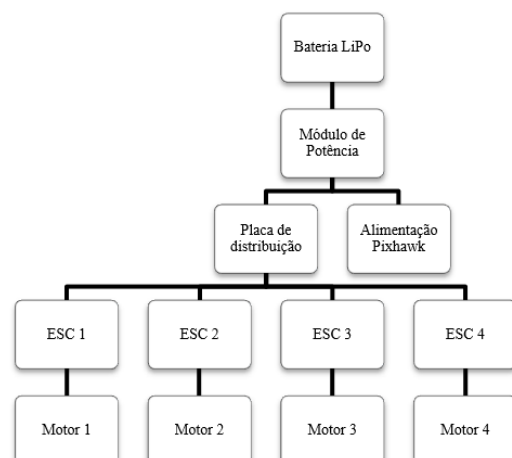 Bateria LiPo
Módulo de
Potência
Placa de
distribuição
Alimentação
Pixhawk
ESC 1
ESC 2
ESC 3
ESC 4
Motor 1
Motor 2
Motor 3
Motor 4